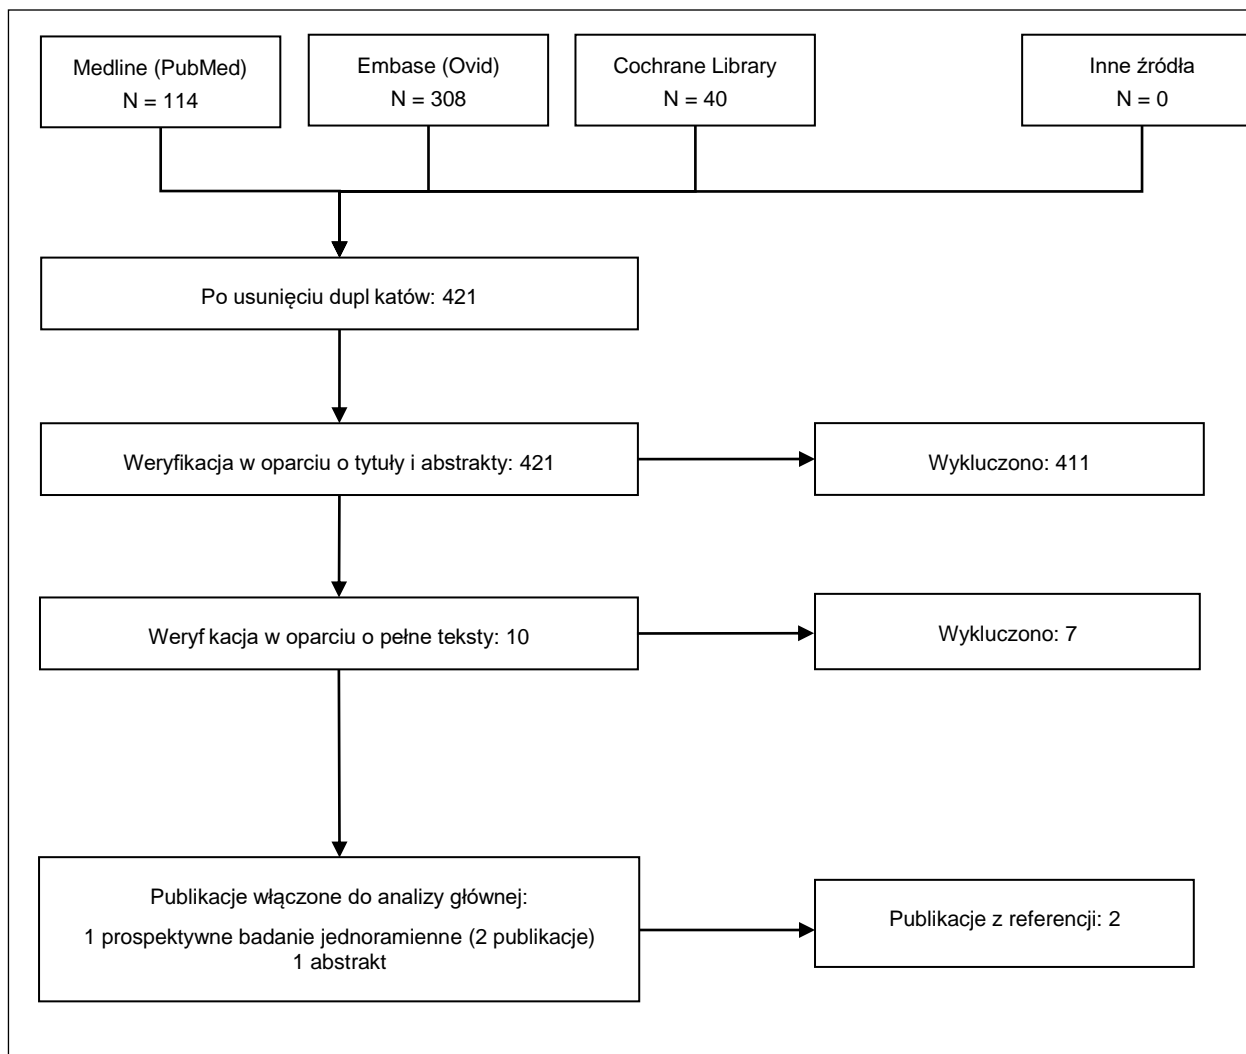 Medline (PubMed)
N = 114
Embase (Ovid)
N = 308
Cochrane Library
N = 40
Inne źródła
N = 0
Po usunięciu dupl katów: 421
Weryfikacja w oparciu o tytuły i abstrakty: 421
Wykluczono: 411
Weryf kacja w oparciu o pełne teksty: 10
Wykluczono: 7
Publikacje włączone do analizy głównej:
1 prospektywne badanie jednoramienne (2 publikacje)
1 abstrakt
Publikacje z referencji: 2